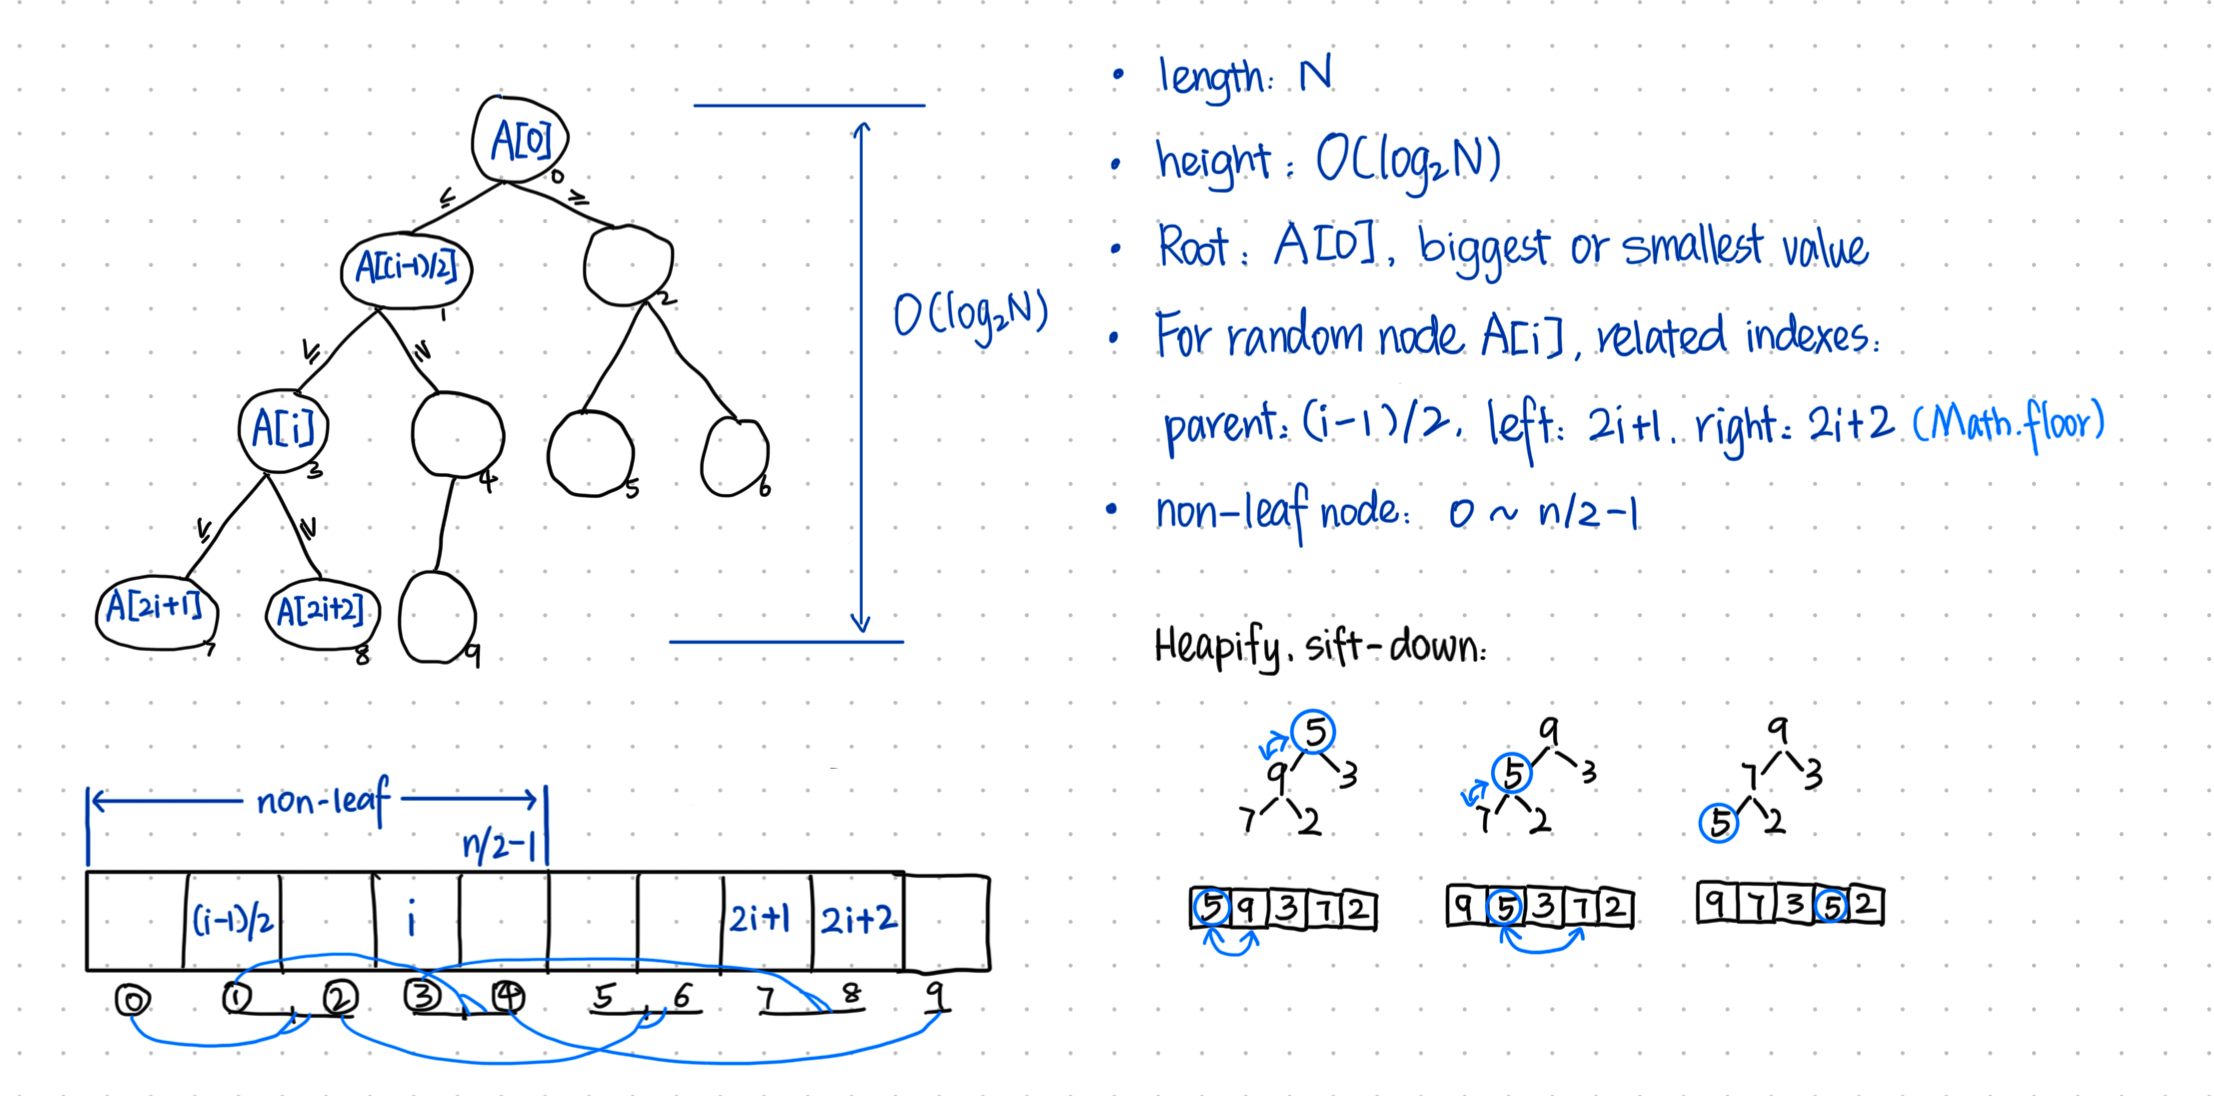 A[0]
0
≤ ≥
A[(i-1)/2]
1
2
O(log₂N)
≤ ≥
A[i]
3
4
5
6
≤ ≥
A[2i+1]
7
A[2i+2]
8
9
non-leaf
n/2-1
(i-1)/2 i 2i+1 2i+2
0 1 2 3 4 5 6 7 8 9
• length: N
• height: O(log₂N)
• Root: A[0], biggest or smallest value
• For random node A[i], related indexes:
parent: (i-1)/2, left: 2i+1, right: 2i+2 (Math.floor)
• non-leaf node: 0 ~ n/2-1
Heapify, sift-down:
5
9 3
7 2
5 9 3 7 2
9
5 3
7 2
9 5 3 7 2
9
7 3
5 2
9 7 3 5 2